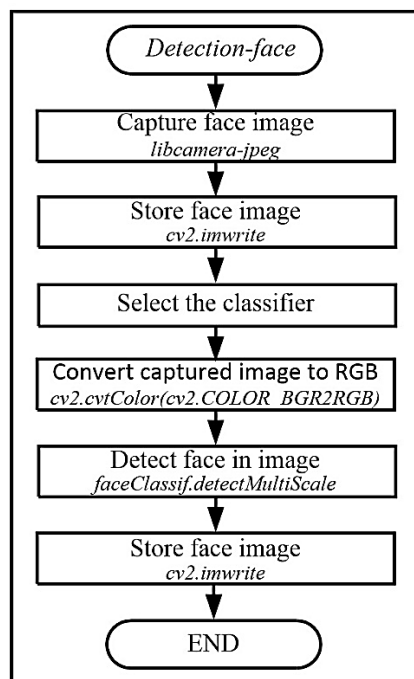 Detection-face
Capture face image
libcamera-jpeg
Store face image
cv2.imwrite
Select the classifier
Convert captured image to RGB
cv2.cvtColor(cv2.COLOR_BGR2RGB)
Detect face in image
faceClassif.detectMultiScale
Store face image
cv2.imwrite
END